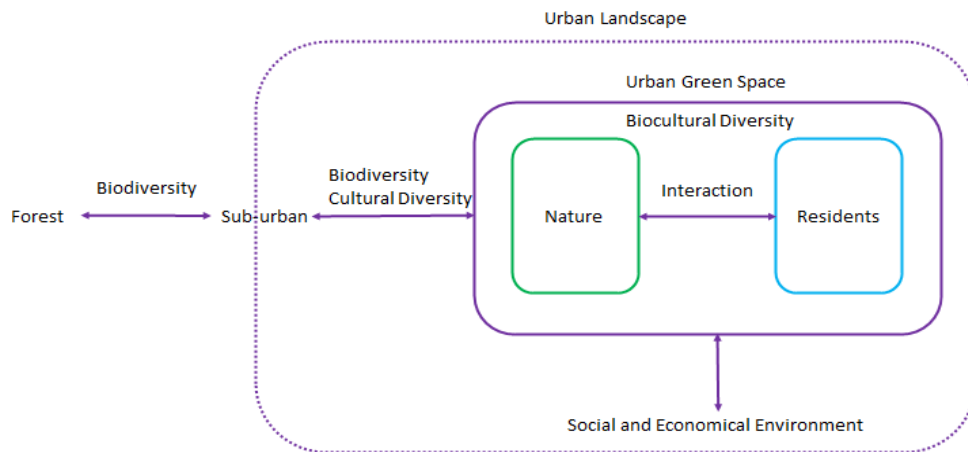 Urban Landscape
Urban Green Space
Biocultural Diversity
Biodiversity
Biodiversity
Cultural Diversity
Interaction
Forest
Sub-urban
Nature
Residents
Social and Economical Environment